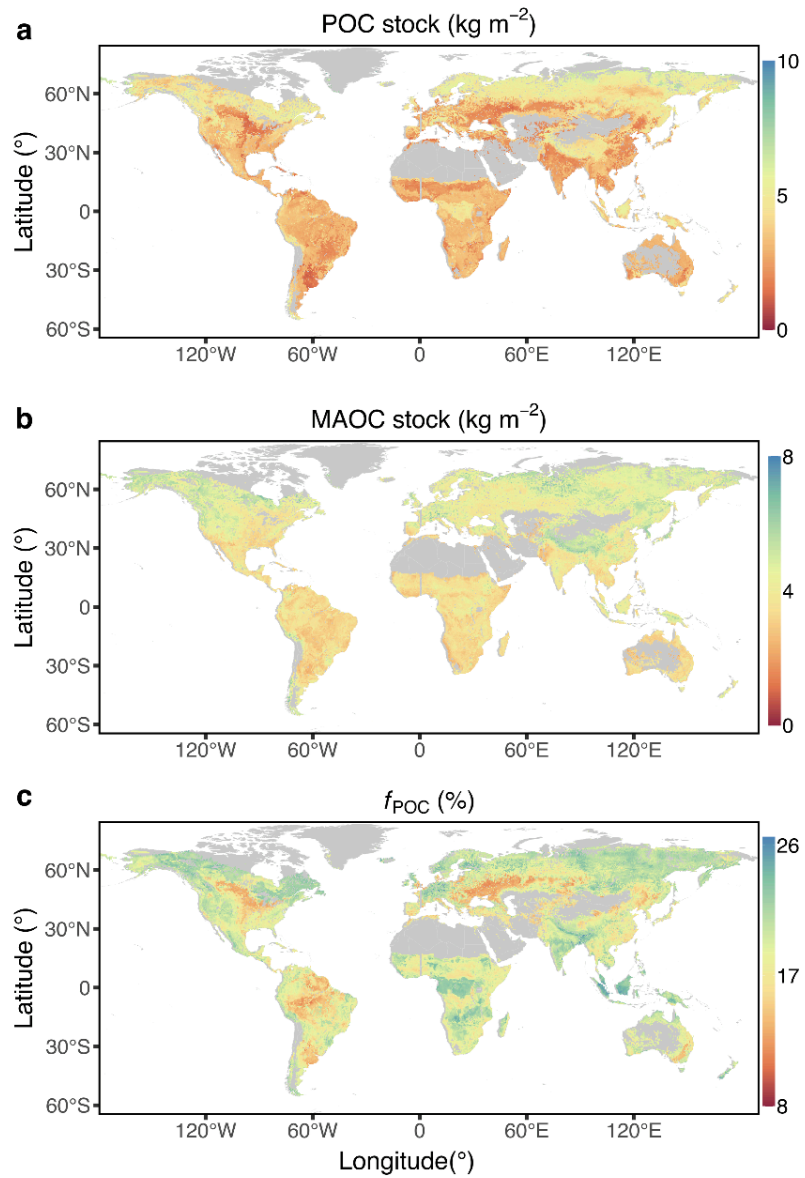 a
POC stock (kg m⁻²)
60°N
30°N
0
30°S
60°S
Latitude (°)
120°W 60°W 0 60°E 120°E
10
5
0
b
MAOC stock (kg m⁻²)
60°N
30°N
0
30°S
60°S
Latitude (°)
120°W 60°W 0 60°E 120°E
8
4
0
c
fPOC (%)
60°N
30°N
0
30°S
60°S
Latitude (°)
120°W 60°W 0 60°E 120°E
Longitude(°)
26
17
8